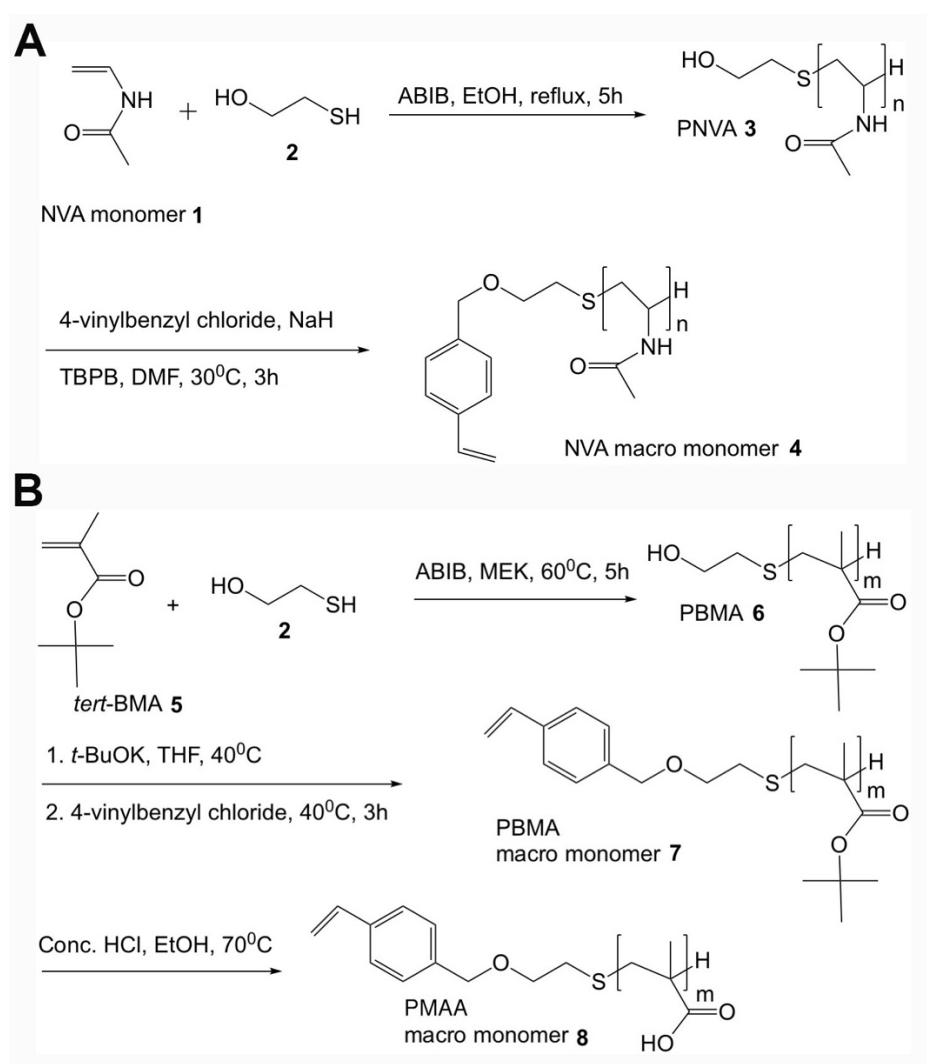 A
NH
O
+
HO
SH
2
NVA monomer 1
ABIB, EtOH, reflux, 5h
HO
S
H
n
NH
O
PNVA 3
4-vinylbenzyl chloride, NaH
TBPB, DMF, 30⁰C, 3h
O
S
H
n
NH
O
NVA macro monomer 4
B
O
O
tert-BMA 5
+
HO
SH
2
ABIB, MEK, 60⁰C, 5h
HO
S
H
m
O
O
PBMA 6
1. t-BuOK, THF, 40⁰C
2. 4-vinylbenzyl chloride, 40⁰C, 3h
O
S
H
m
O
O
PBMA
macro monomer 7
Conc. HCl, EtOH, 70⁰C
O
S
H
m
O
HO
PMAA
macro monomer 8